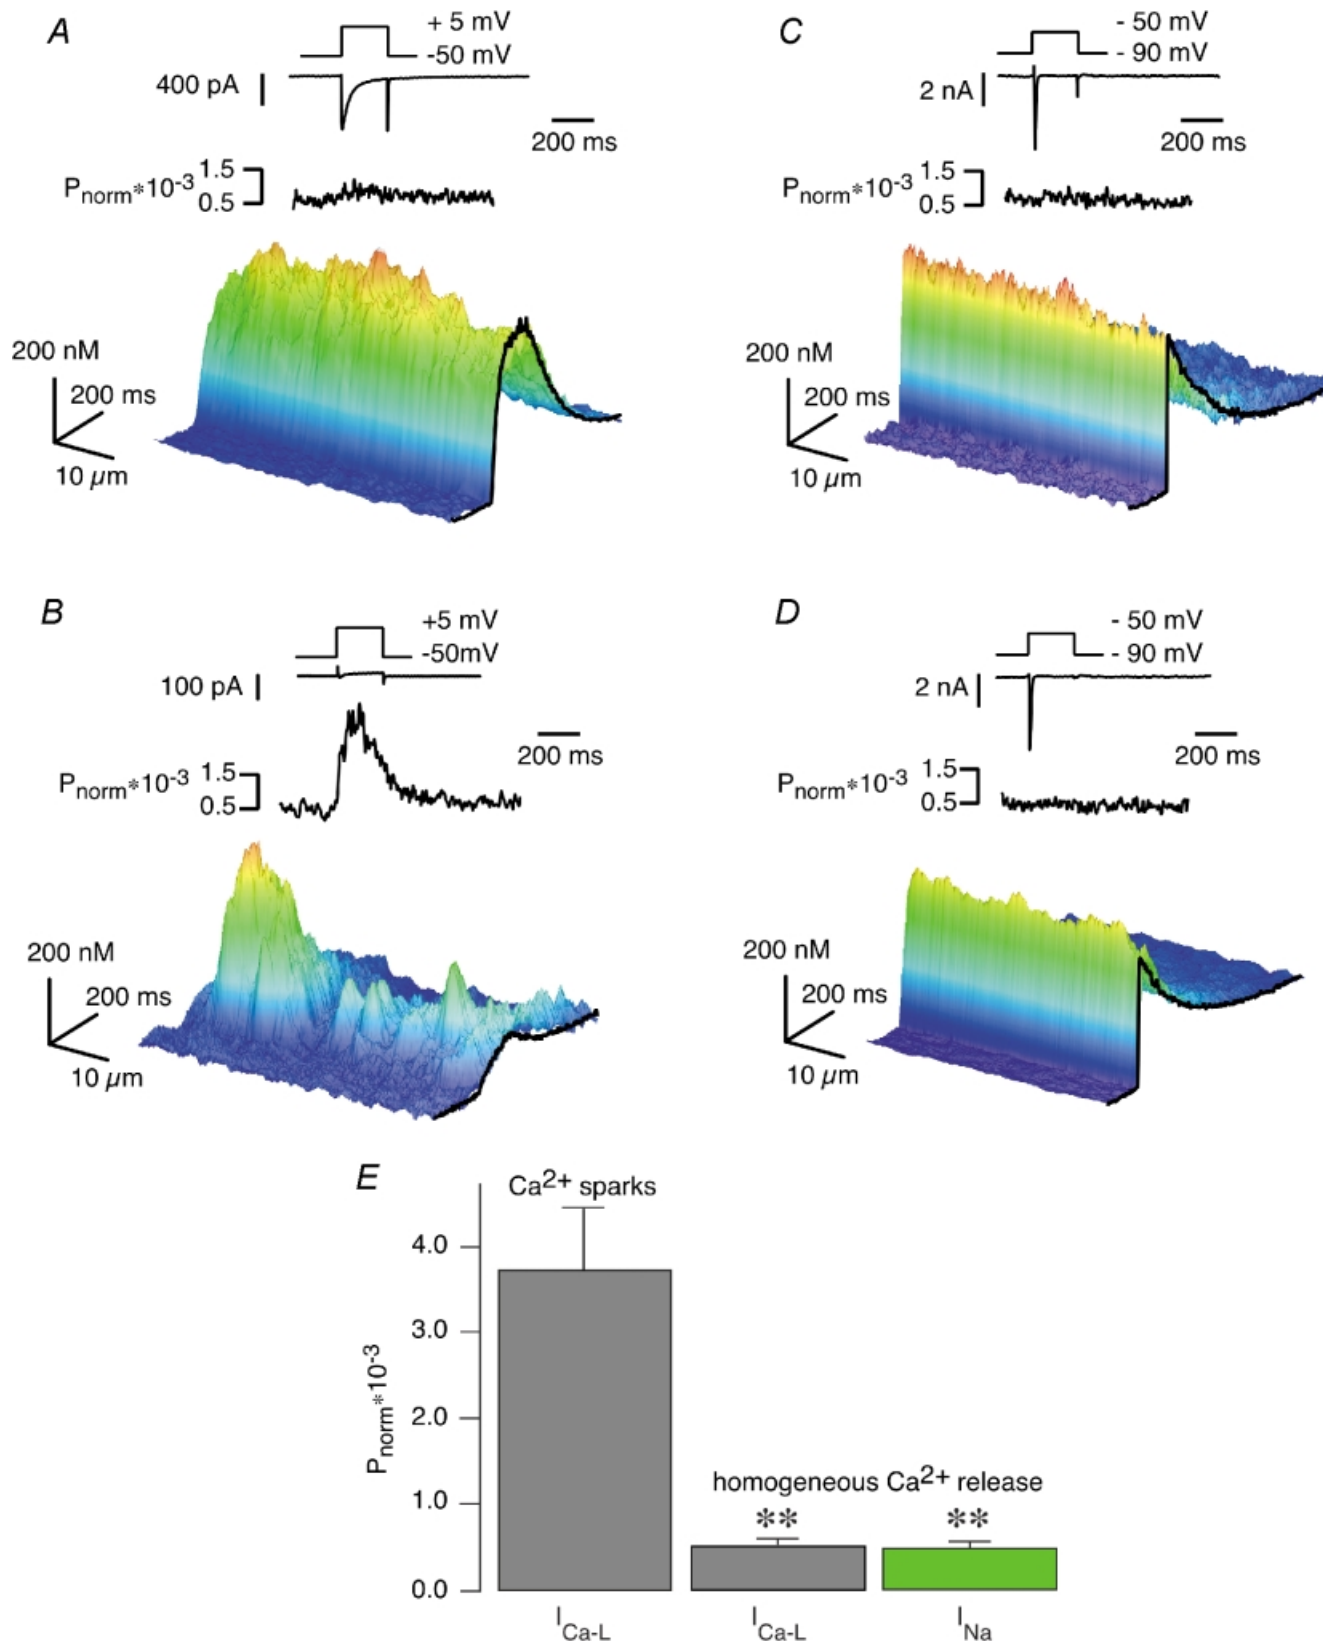 A
+ 5 mV
-50mV
400 pA
200 ms
Pnorm*10-3
1.5
0.5
200 nM
200 ms
10 µm
C
- 50 mV
- 90 mV
2 nA
200 ms
Pnorm*10-3
1.5
0.5
200 nM
200 ms
10 µm
B
+5 mV
-50mV
100 pA
200 ms
Pnorm*10-3
1.5
0.5
200 nM
200 ms
10 µm
D
- 50 mV
- 90 mV
2 nA
200 ms
Pnorm*10-3
1.5
0.5
200 nM
200 ms
10 µm
E
Ca2+ sparks
4.0
3.0
2.0
1.0
0.0
Pnorm*10-3
homogeneous Ca2+ release
** **
ICa-L ICa-L INa